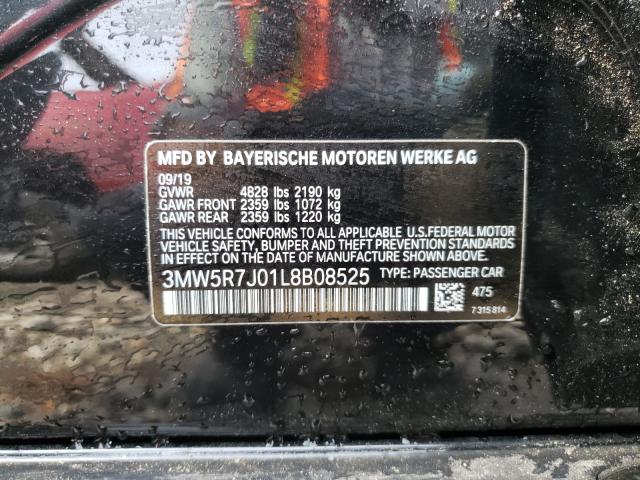 MFD BY BAYERISCHE MOTOREN WERKE AG
09/19
GVWR 4828 lbs 2190 kg
GAWR FRONT 2359 lbs 1072 kg
GAWR REAR 2359 lbs 1220 kg
THIS VEHICLE CONFORMS TO ALL APPLICABLE U.S.FEDERAL MOTOR
VEHICLE SAFETY, BUMPER AND THEFT PREVENTION STANDARDS
IN EFFECT ON THE DATE OF MANUFACTURE SHOWN ABOVE.
3MW5R7J01L8B08525 TYPE: PASSENGER CAR
475
7 315 814